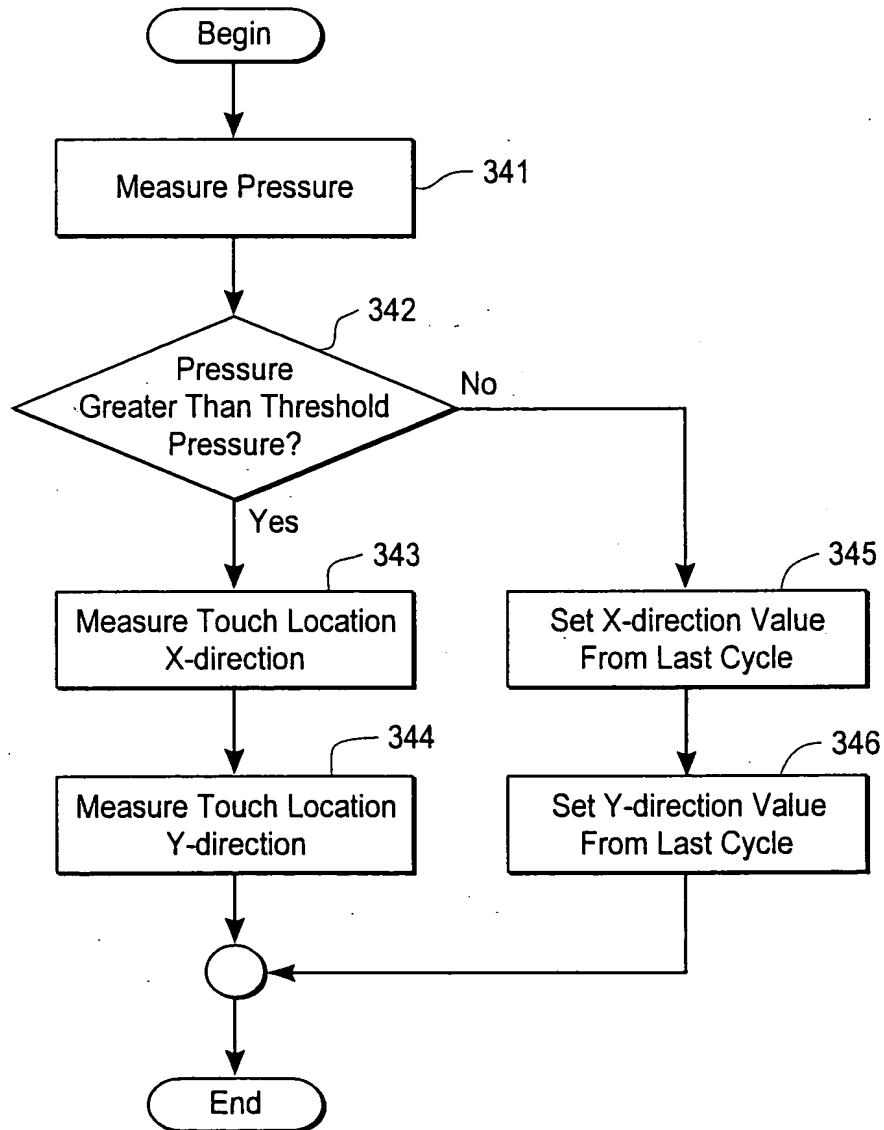 Begin
Measure Pressure
341
342
Pressure
Greater Than Threshold
Pressure?
No
Yes
343
Measure Touch Location
X-direction
345
Set X-direction Value
From Last Cycle
344
Measure Touch Location
Y-direction
346
Set Y-direction Value
From Last Cycle
End